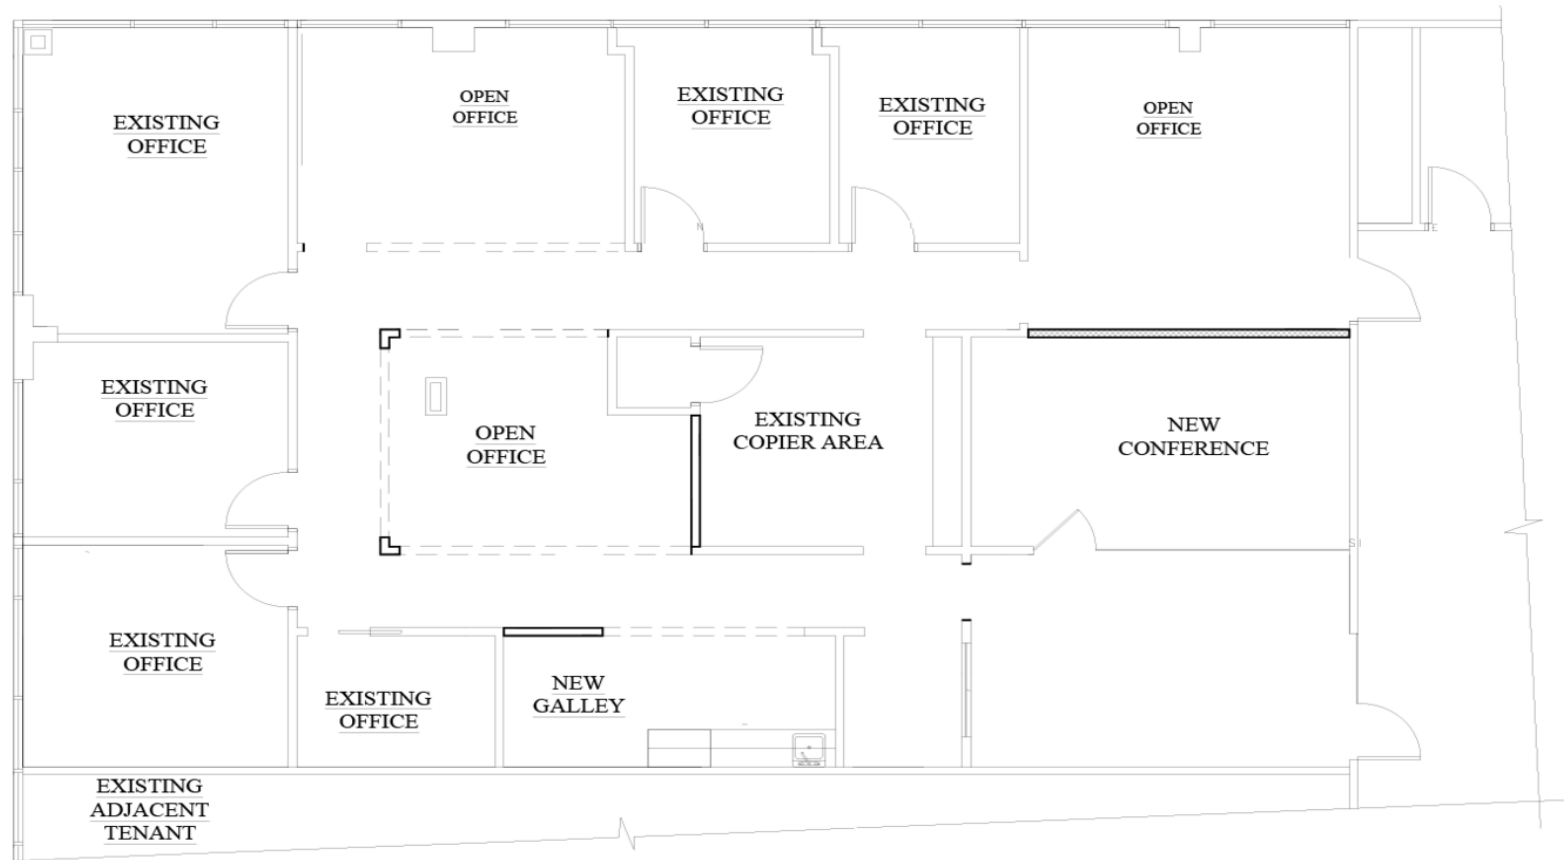 EXISTING
OFFICE
OPEN
OFFICE
EXISTING
OFFICE
EXISTING
OFFICE
OPEN
OFFICE
EXISTING
OFFICE
OPEN
OFFICE
EXISTING
COPIER AREA
NEW
CONFERENCE
EXISTING
OFFICE
EXISTING
OFFICE
NEW
GALLEY
EXISTING
ADJACENT
TENANT